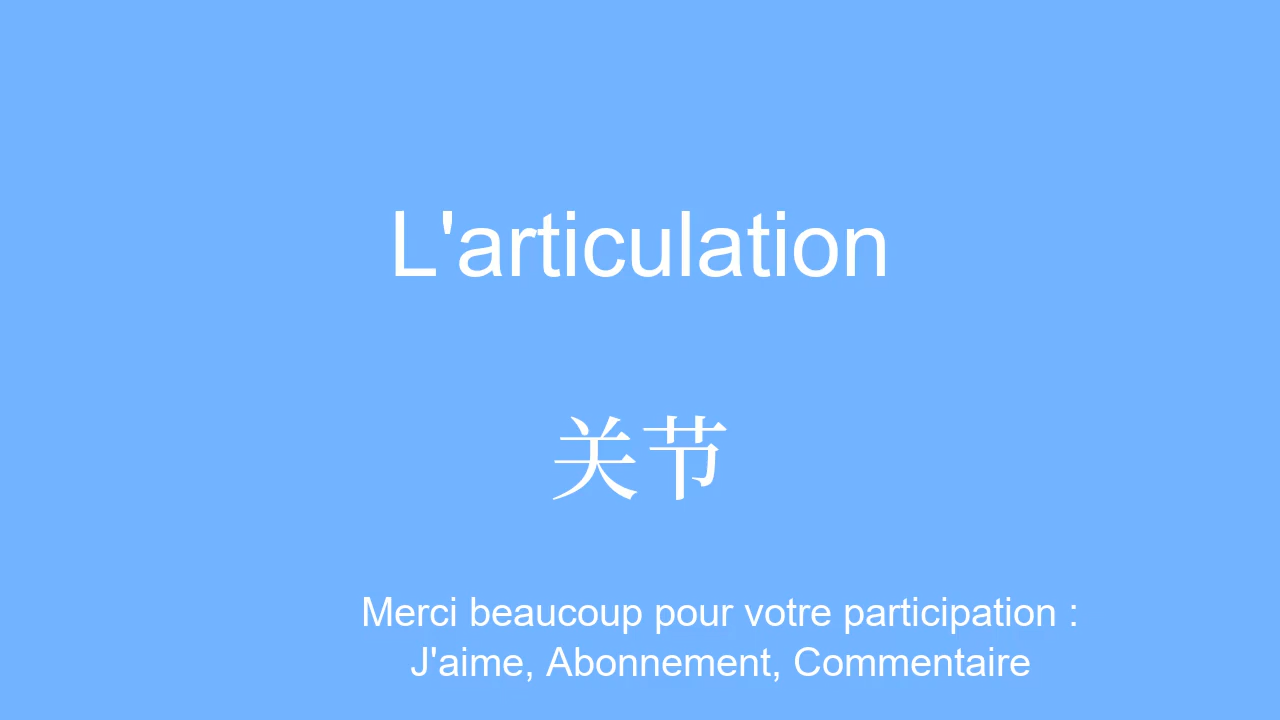 L'articulation
关节
Merci beaucoup pour votre participation :
J'aime, Abonnement, Commentaire